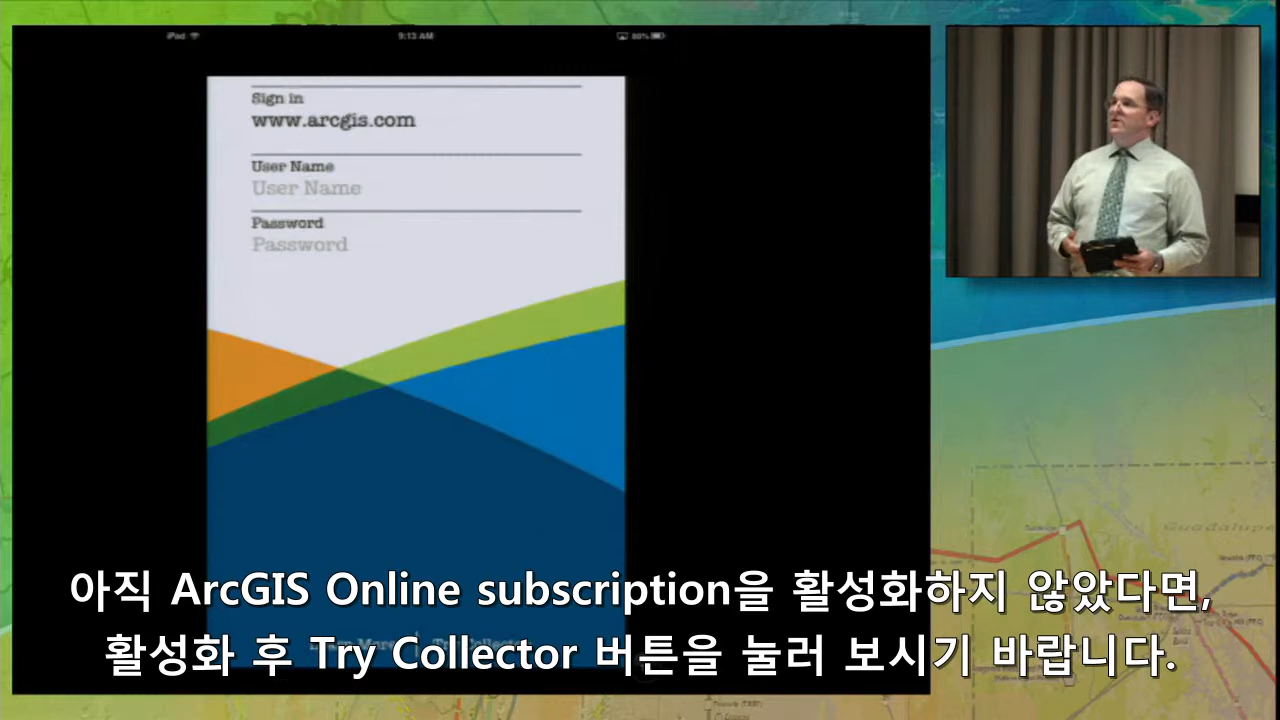 iPad
9:13 AM
80%
Sign in
www.arcgis.com
User Name
User Name
Password
Password
Guadalupe
아직 ArcGIS Online subscription을 활성화하지 않았다면,
활성화 후 Try Collector 버튼을 눌러 보시기 바랍니다.